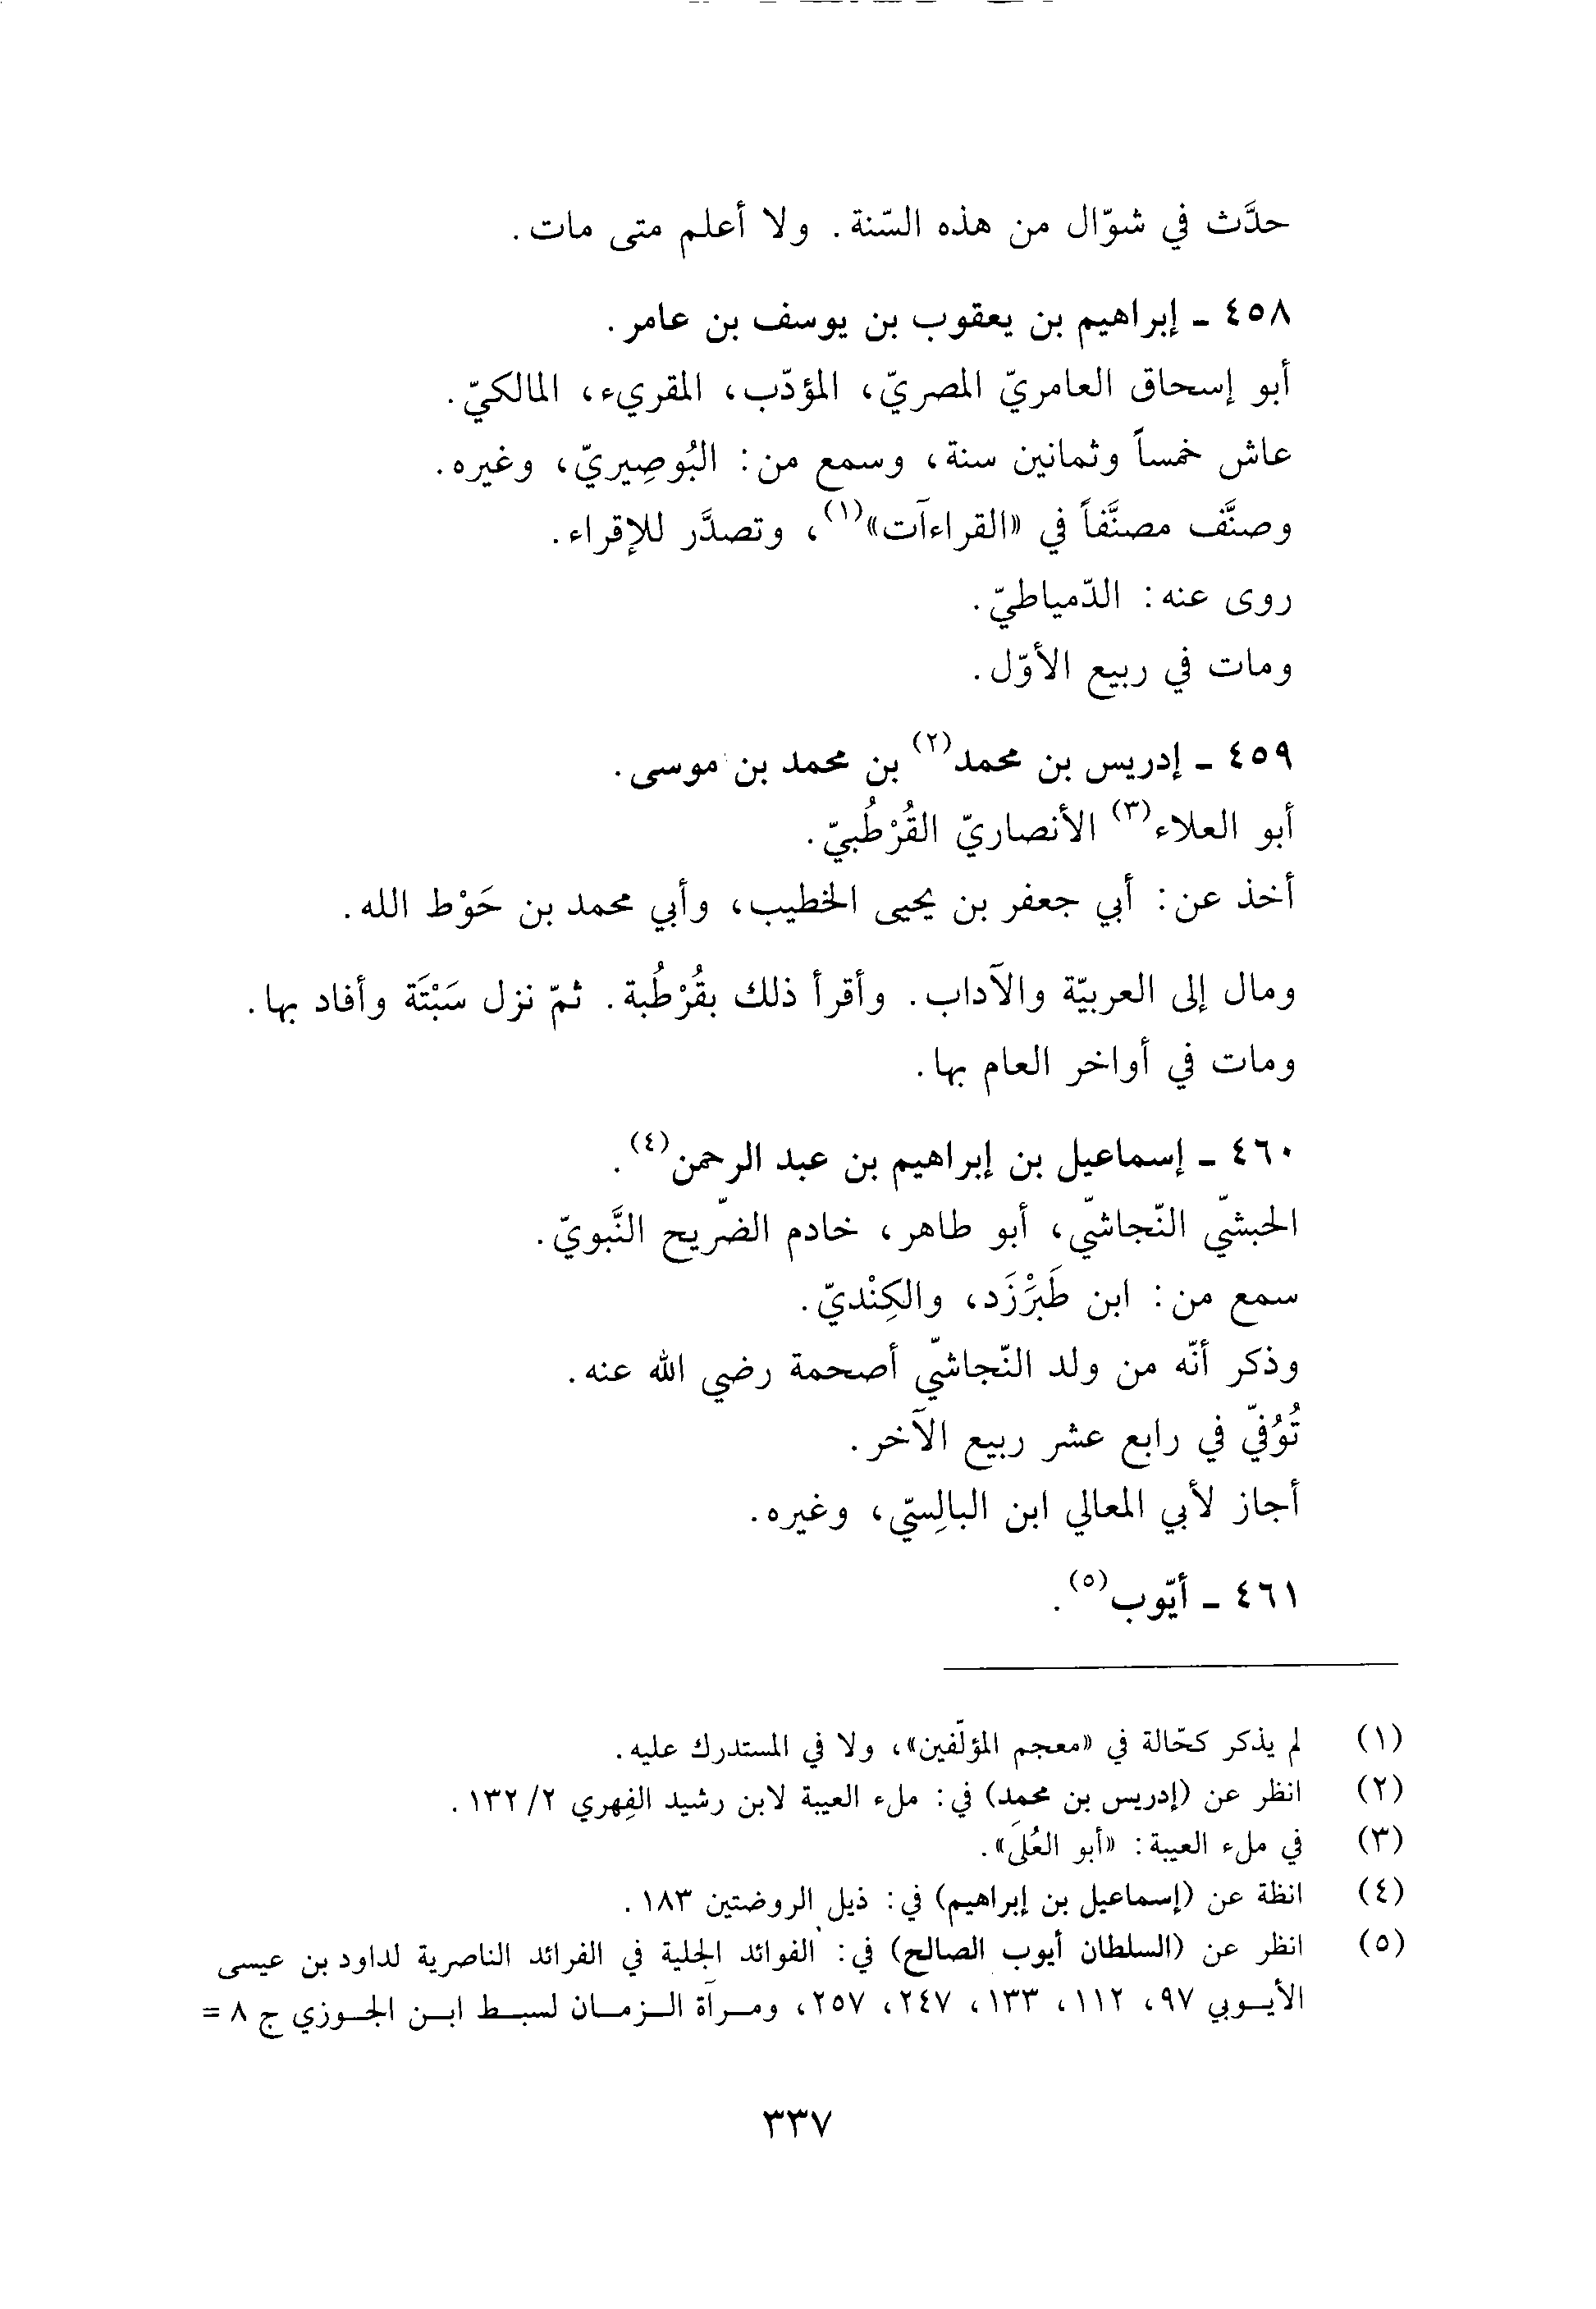 حدَّث في شوّال من هذه السّنة. ولا أعلم متى مات.
٤٥٨ - إبراهيم بن يعقوب بن يوسف بن عامر.
أبو إسحاق العامريّ المصريّ، المؤدّب، المقريء، المالكيّ.
عاش خمساً وثمانين سنة، وسمع من: البُوصِيريّ، وغيره.
وصنَّف مصنَّفاً في «القراءآت»(١)، وتصدَّر للإقراء.
روى عنه: الدّمياطيّ.
ومات في ربيع الأوّل.
٤٥٩ - إدريس بن محمد(٢) بن محمد بن موسى.
أبو العلاء(٣) الأنصاريّ القُرْطُبيّ.
أخذ عن: أبي جعفر بن يحيى الخطيب، وأبي محمد بن حَوْط الله.
ومال إلى العربيّة والآداب. وأقرأ ذلك بقُرْطُبة. ثمّ نزل سَبْتَة وأفاد بها.
ومات في أواخر العام بها.
٤٦٠ - إسماعيل بن إبراهيم بن عبد الرحمن(٤).
الحبشّي النّجاشّي، أبو طاهر، خادم الضّريح النَّبويّ.
سمع من: ابن طَبَرْزَد، والكِنْديّ.
وذكر أنّه من ولد النّجاشّي أصحمة رضي الله عنه.
تُوُفيّ في رابع عشر ربيع الآخر.
أجاز لأبي المعالي ابن البالِسيّ، وغيره.
٤٦١ - أيّوب(٥).
(١) لم يذكر كحّالة في «معجم المؤلّفين»، ولا في المستدرك عليه.
(٢) انظر عن (إدريس بن محمد) في: ملء العيبة لابن رشيد الفِهري ٢/ ١٣٢.
(٣) في ملء العيبة: «أبو العُلَى».
(٤) انظة عن (إسماعيل بن إبراهيم) في: ذيل الروضتين ١٨٣.
(٥) انظر عن (السلطان أيوب الصالح) في: الفوائد الجلية في الفرائد الناصرية لداود بن عيسى
الأيـوبي ٩٧، ١١٢، ١٣٣، ٢٤٧، ٢٥٧، ومـرآة الـزمـان لسبـط ابـن الجـوزي ج ٨ =
٣٣٧